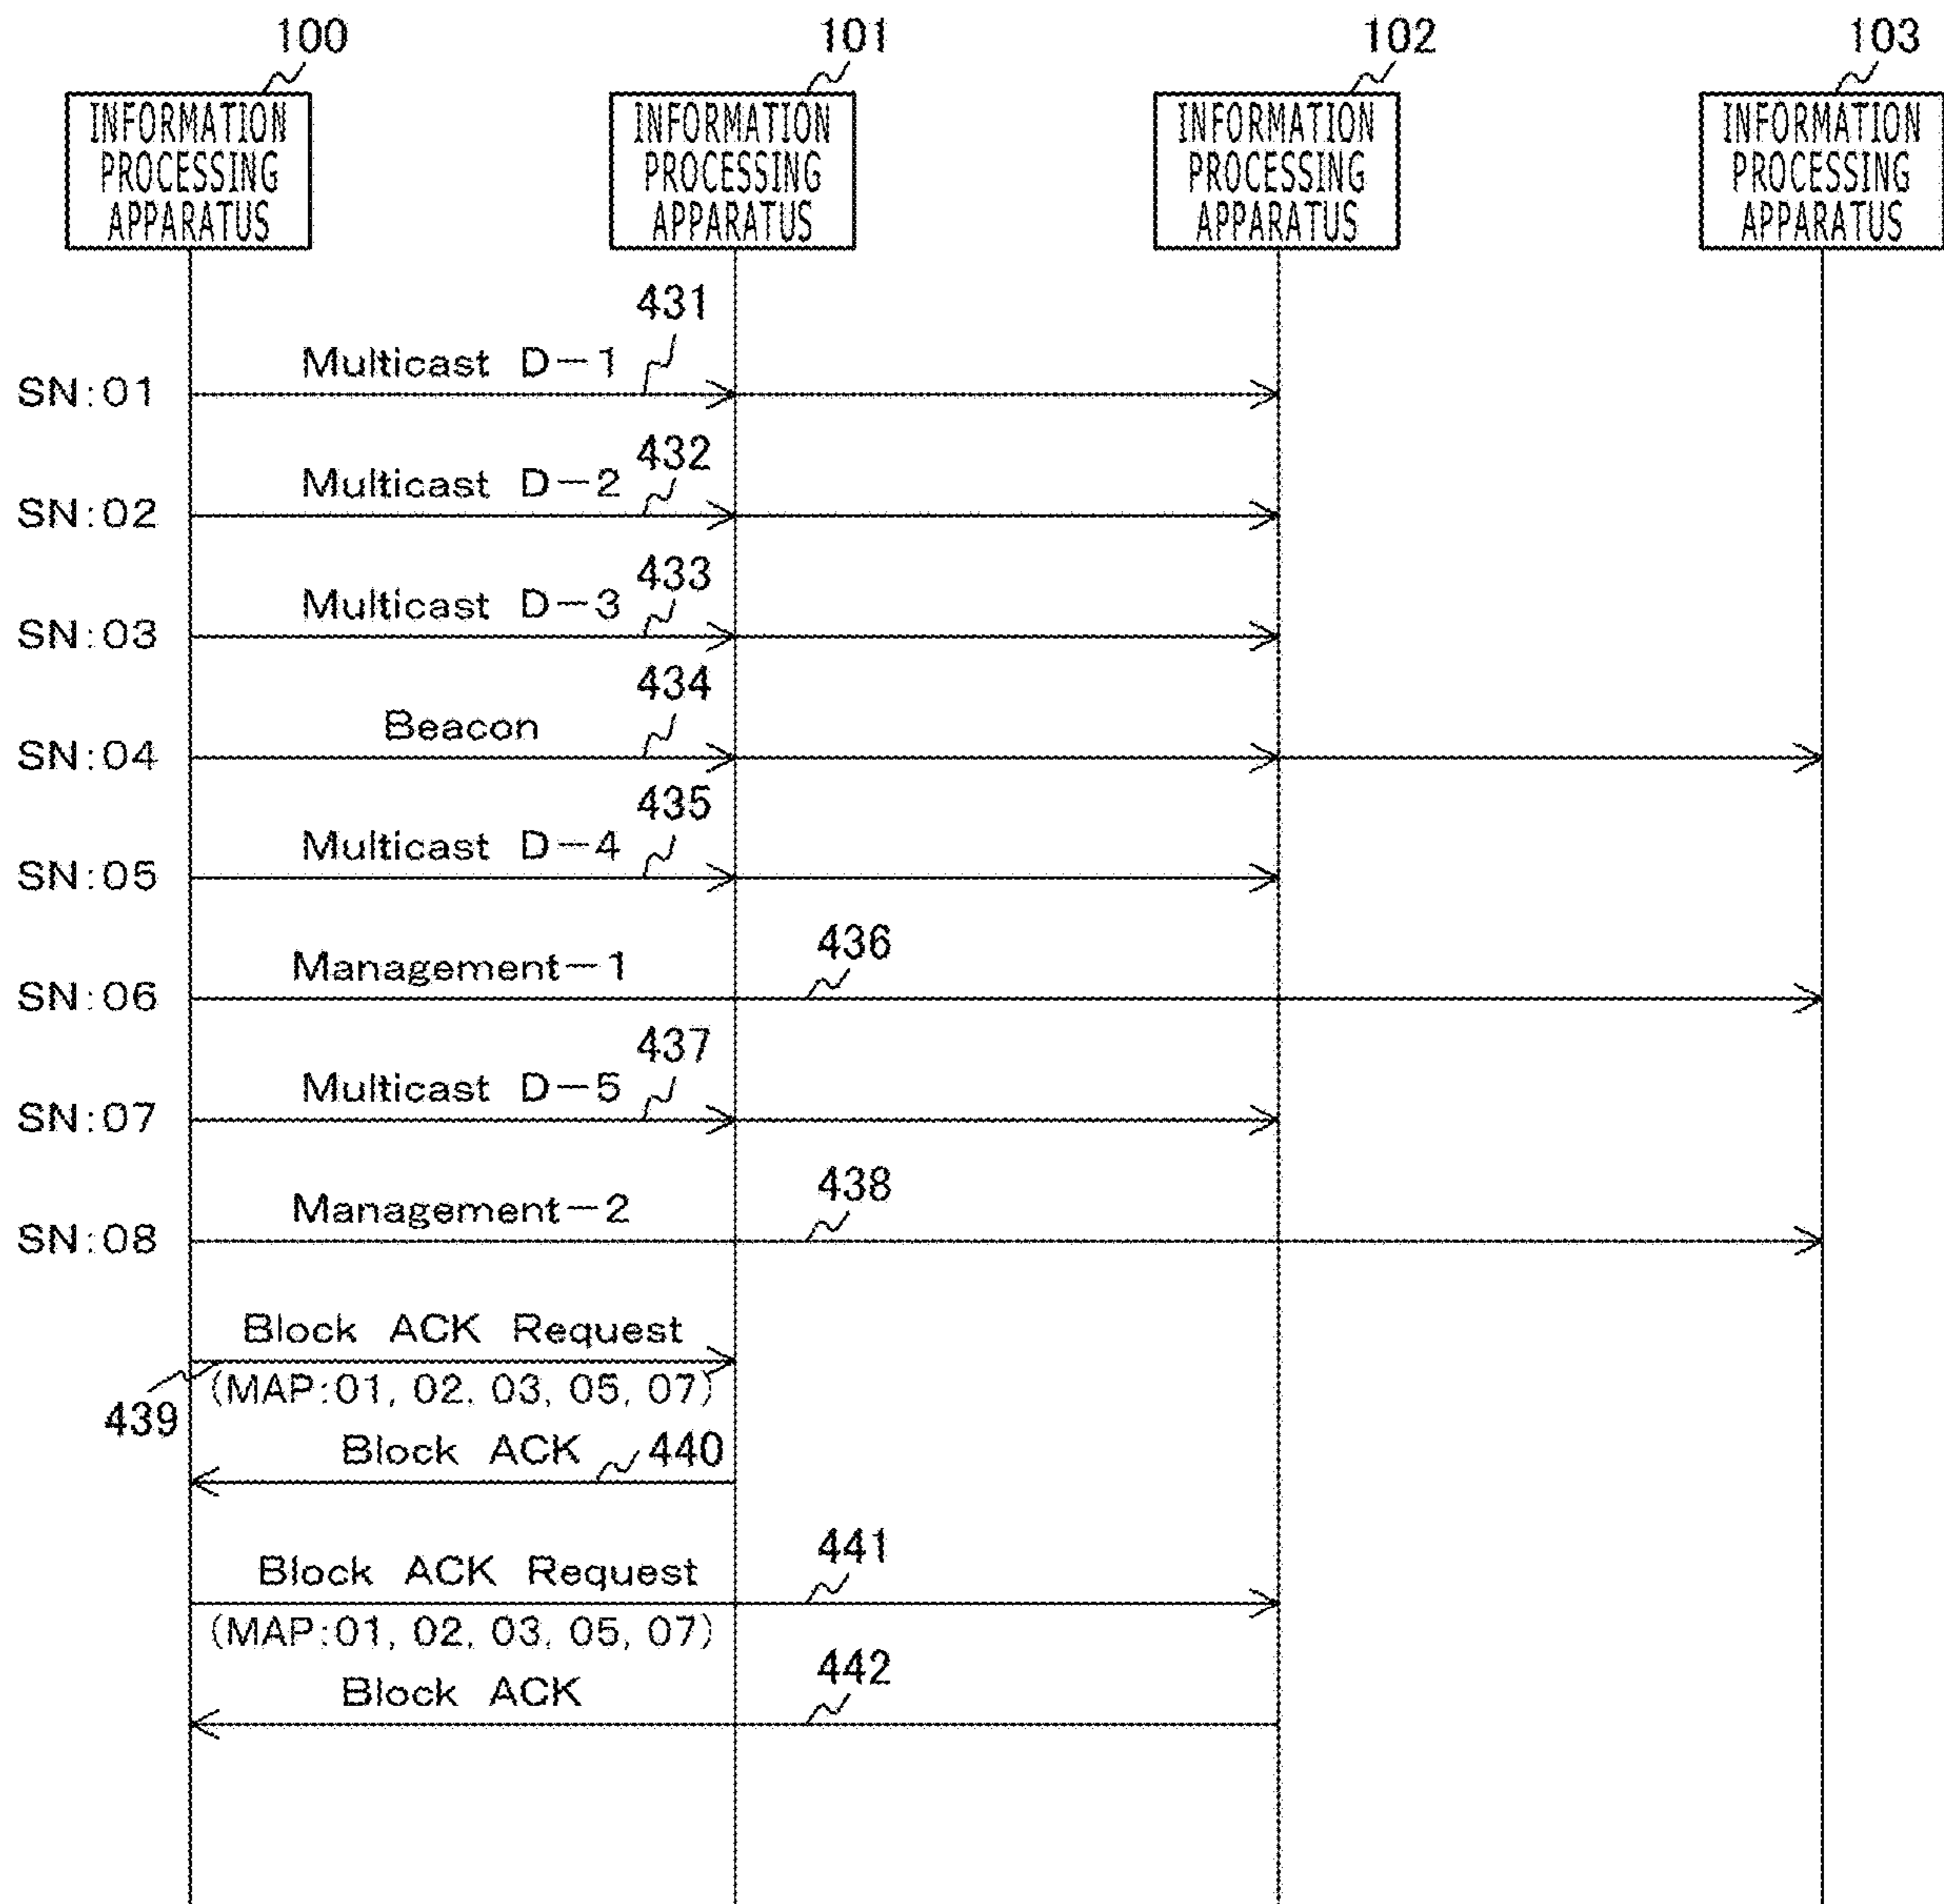 100
101
102
103
INFORMATION
PROCESSING
APPARATUS
INFORMATION
PROCESSING
APPARATUS
INFORMATION
PROCESSING
APPARATUS
INFORMATION
PROCESSING
APPARATUS
431
Multicast D-1
SN:01
432
Multicast D-2
SN:02
433
Multicast D-3
SN:03
434
Beacon
SN:04
435
Multicast D-4
SN:05
436
Management-1
SN:06
437
Multicast D-5
SN:07
438
Management-2
SN:08
Block ACK Request
(MAP:01, 02, 03, 05, 07)
439
Block ACK
440
441
Block ACK Request
(MAP:01, 02, 03, 05, 07)
442
Block ACK